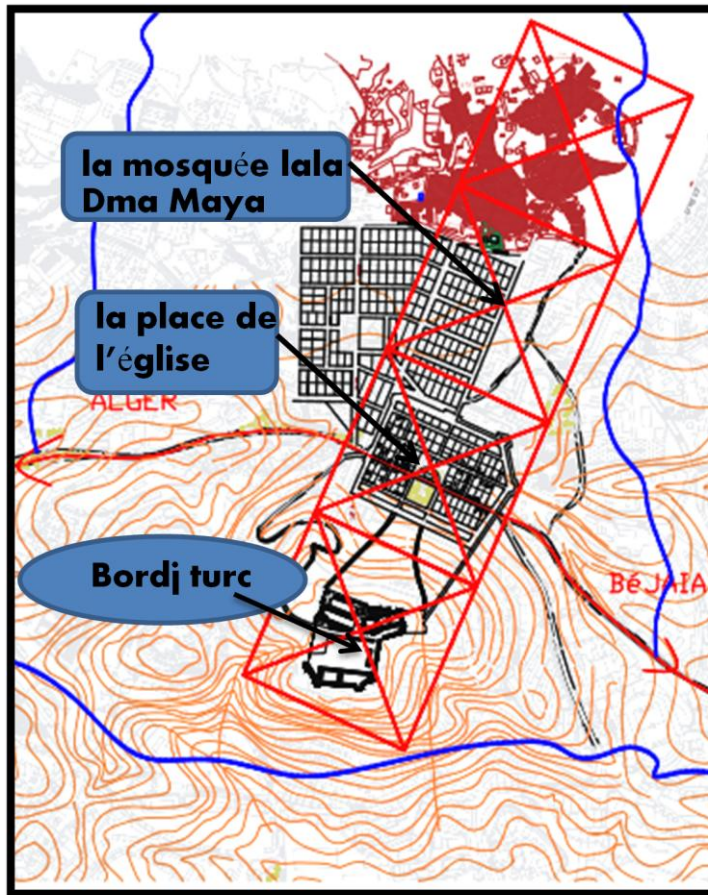 la mosquée lala
Dma Maya
la place de
l'église
ALGER
Bordj turc
BéJAIA